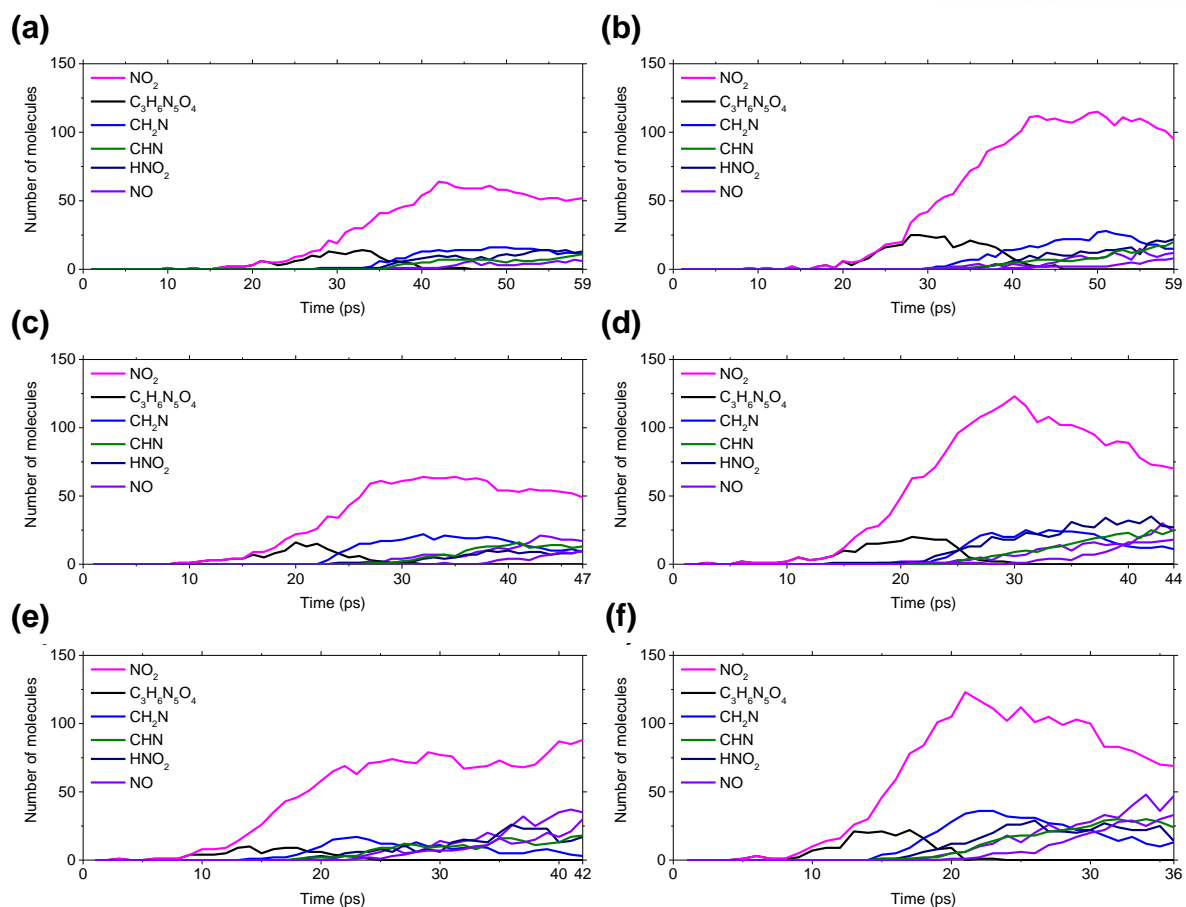 (a)
150
100
50
0
Number of molecules
NO₂
C₃H₆N₅O₄
CH₂N
CHN
HNO₂
NO
0 10 20 30 40 50 59
Time (ps)
(b)
150
100
50
0
Number of molecules
NO₂
C₃H₆N₅O₄
CH₂N
CHN
HNO₂
NO
0 10 20 30 40 50 59
Time (ps)
(c)
150
100
50
0
Number of molecules
NO₂
C₃H₆N₅O₄
CH₂N
CHN
HNO₂
NO
0 10 20 30 40 47
Time (ps)
(d)
150
100
50
0
Number of molecules
NO₂
C₃H₆N₅O₄
CH₂N
CHN
HNO₂
NO
0 10 20 30 40 44
Time (ps)
(e)
150
100
50
0
Number of molecules
NO₂
C₃H₆N₅O₄
CH₂N
CHN
HNO₂
NO
0 10 20 30 40 42
Time (ps)
(f)
150
100
50
0
Number of molecules
NO₂
C₃H₆N₅O₄
CH₂N
CHN
HNO₂
NO
0 10 20 30 36
Time (ps)